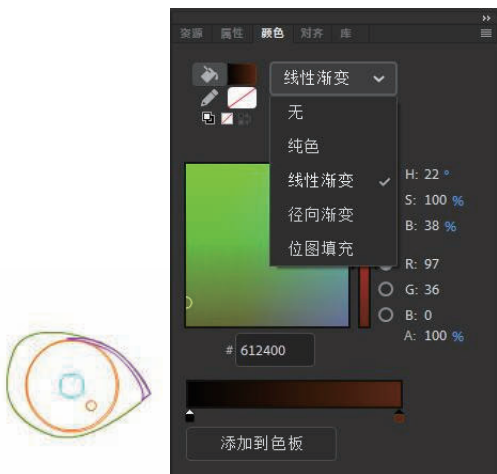 资源 属性 颜色 对齐 库
线性渐变
无
纯色
线性渐变
径向渐变
位图填充
H: 22 °
S: 100 %
B: 38 %
R: 97
G: 36
B: 0
A: 100 %
# 612400
添加到色板